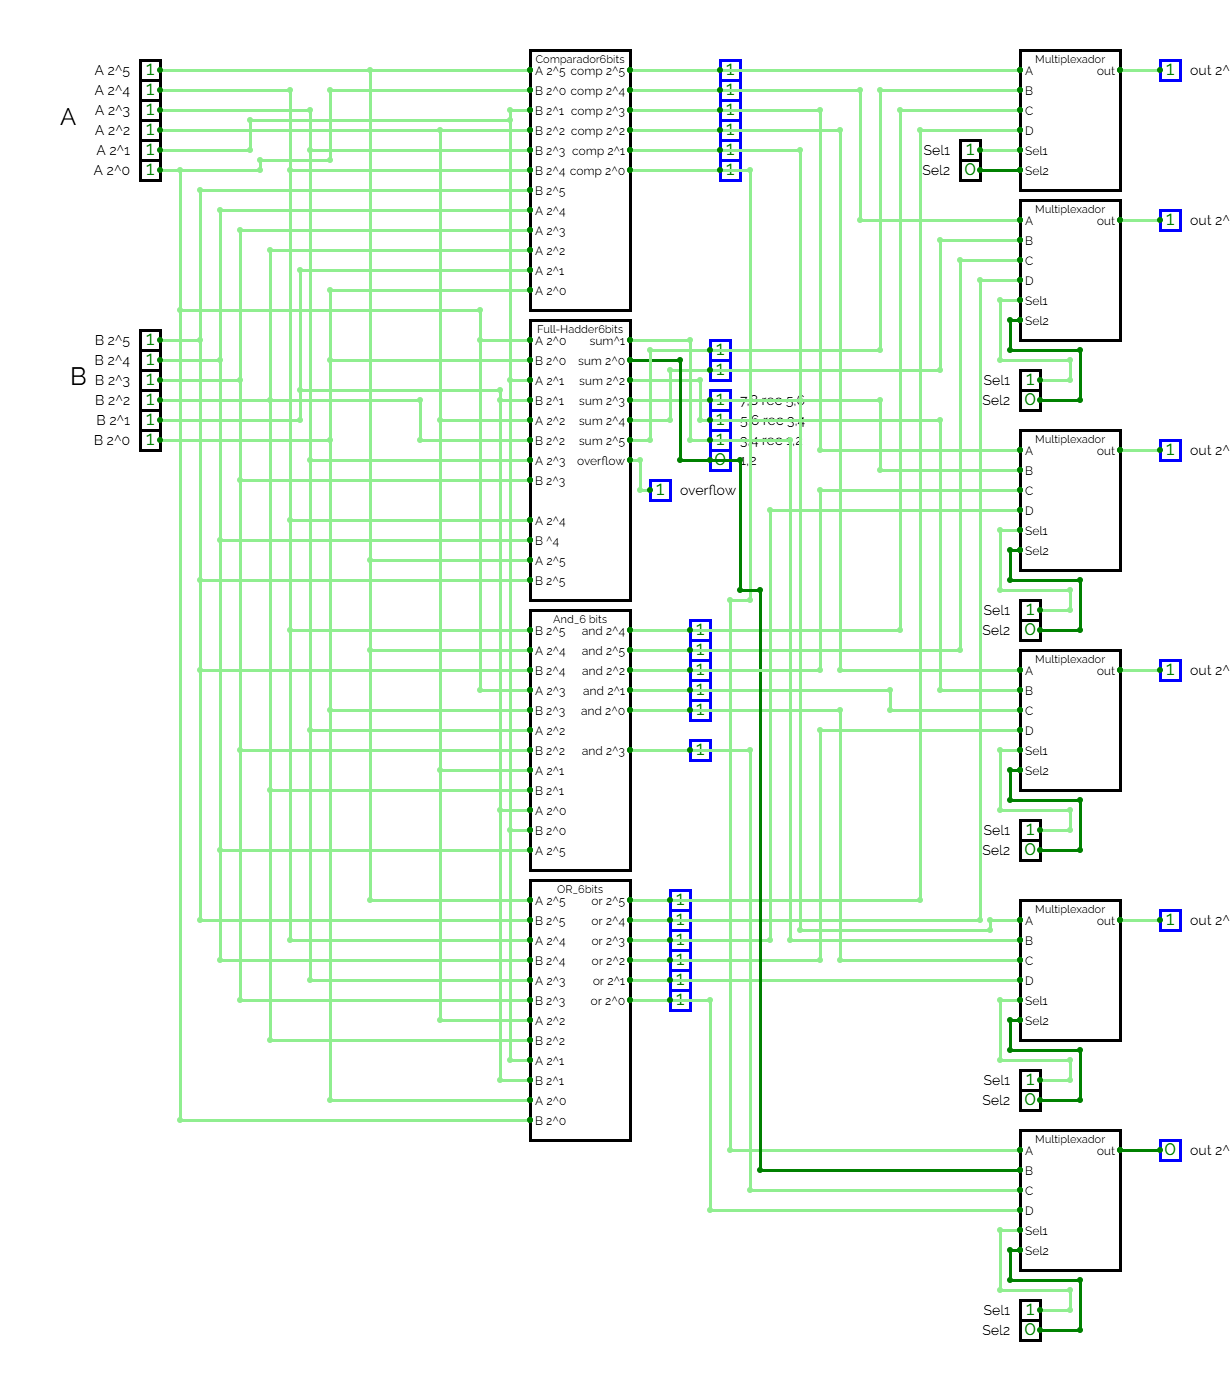 A
A 2^5 1
A 2^4 1
A 2^3 1
A 2^2 1
A 2^1 1
A 2^0 1
B
B 2^5 1
B 2^4 1
B 2^3 1
B 2^2 1
B 2^1 1
B 2^0 1
Comparador6bits
A 2^5 comp 2^5
B 2^0 comp 2^4
B 2^1 comp 2^3
B 2^2 comp 2^2
B 2^3 comp 2^1
B 2^4 comp 2^0
B 2^5
A 2^4
A 2^3
A 2^2
A 2^1
A 2^0
1
1
1
1
1
1
Full-Hadder6bits
A 2^0 sum^1
B 2^0 sum 2^0
A 2^1 sum 2^2
B 2^1 sum 2^3
A 2^2 sum 2^4
B 2^2 sum 2^5
A 2^3 overflow
B 2^3
A 2^4
B ^4
A 2^5
B 2^5
1
1
1 7,8 rec 5,6
1 5,6 rec 3,4
1 3,4 rec 1,2
0 1,2
1 overflow
And_6 bits
B 2^5 and 2^4
A 2^4 and 2^5
B 2^4 and 2^2
A 2^3 and 2^1
B 2^3 and 2^0
A 2^2
B 2^2 and 2^3
A 2^1
B 2^1
A 2^0
B 2^0
A 2^5
1
1
1
1
1
1
OR_6bits
A 2^5 or 2^5
B 2^5 or 2^4
A 2^4 or 2^3
B 2^4 or 2^2
A 2^3 or 2^1
B 2^3 or 2^0
A 2^2
B 2^2
A 2^1
B 2^1
A 2^0
B 2^0
1
1
1
1
1
1
Multiplexador
A out
B
C
D
Sel1
Sel2
Sel1 1
Sel2 0
1 out 2^
Multiplexador
A out
B
C
D
Sel1
Sel2
Sel1 1
Sel2 0
1 out 2^
Multiplexador
A out
B
C
D
Sel1
Sel2
Sel1 1
Sel2 0
1 out 2^
Multiplexador
A out
B
C
D
Sel1
Sel2
Sel1 1
Sel2 0
1 out 2^
Multiplexador
A out
B
C
D
Sel1
Sel2
Sel1 1
Sel2 0
1 out 2^
Multiplexador
A out
B
C
D
Sel1
Sel2
Sel1 1
Sel2 0
0 out 2^